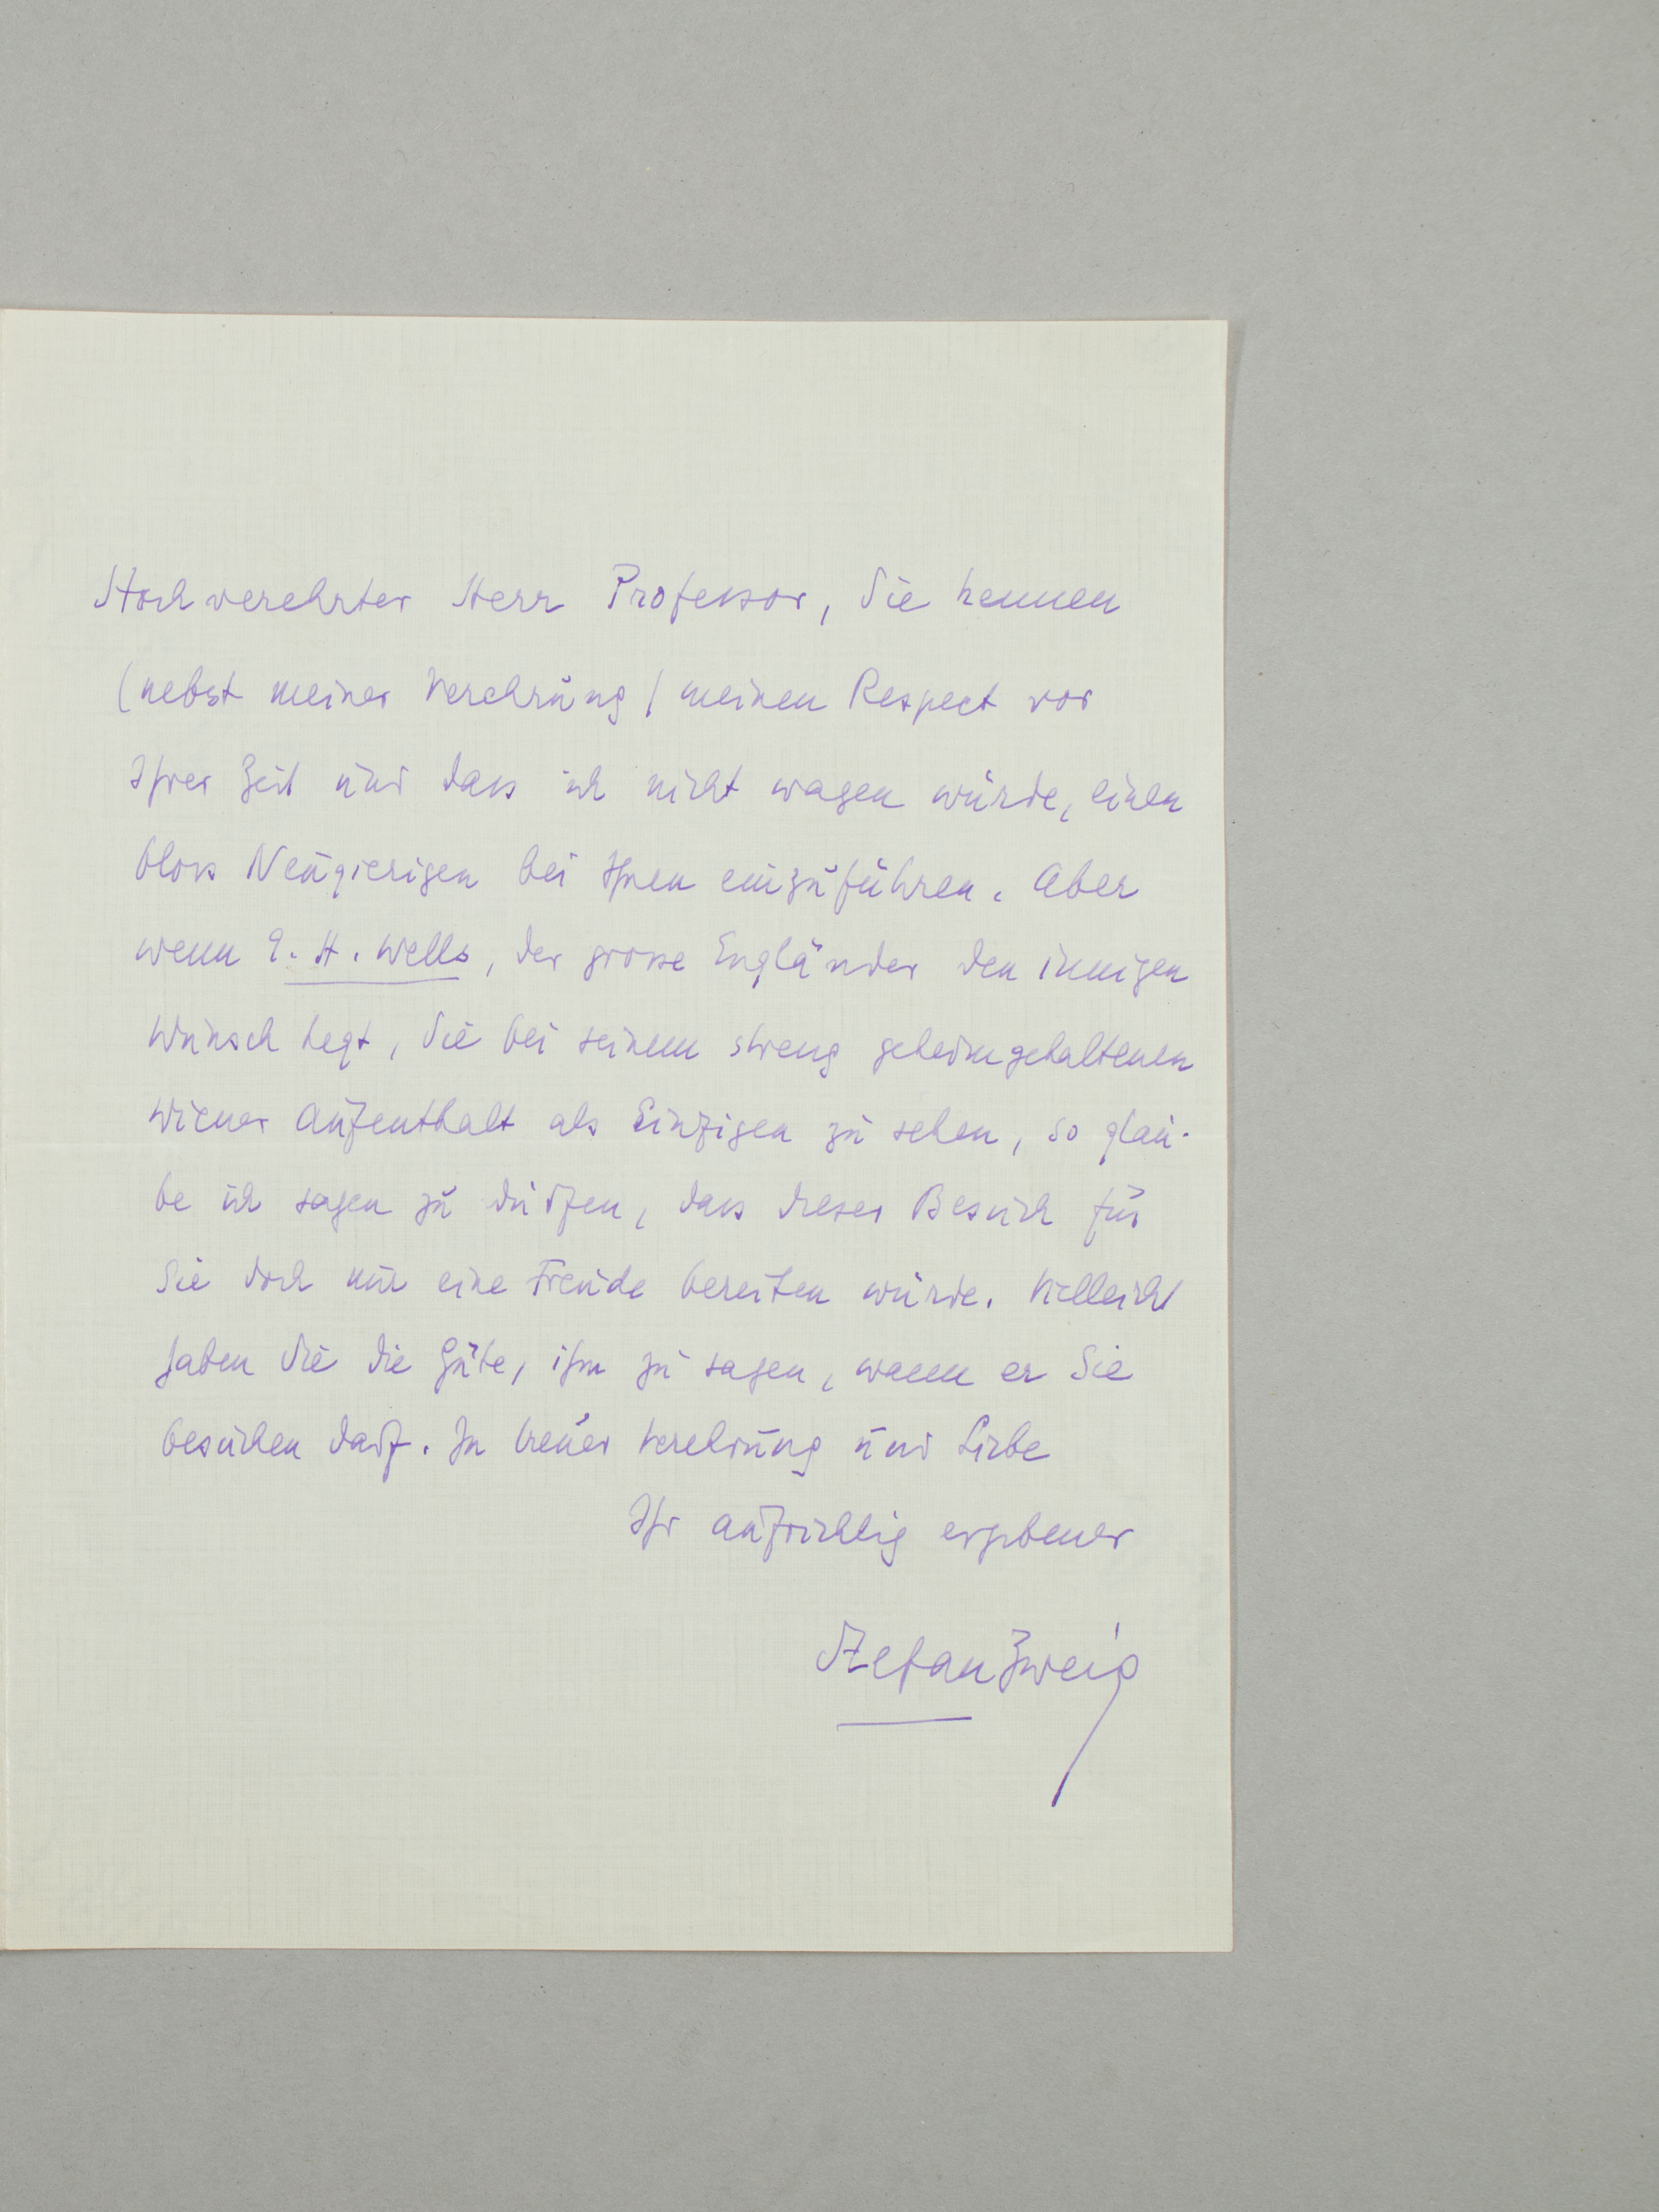 Hochverehrter Herr Professor, Sie kennen
(nebst meiner Verehrung) meinen Respect vor
Ihrer Zeit und dass ich nicht wagen würde, einen
bloss Neugierigen bei Ihnen einzuführen. Aber
wenn G. H. Wells, der grosse Engländer den innigen
Wunsch hegt, Sie bei seinem streng geheimgehaltenen
Wiener Aufenthalt als Einzigen zu sehen, so glau-
be ich sagen zu dürfen, dass dieser Besuch für
Sie doch nur eine Freude bereiten würde. Vielleicht
haben Sie die Güte, ihm zu sagen, wann er Sie
besuchen darf. In treuer Verehrung und Liebe
Ihr aufrichtig ergebener
Stefan Zweig